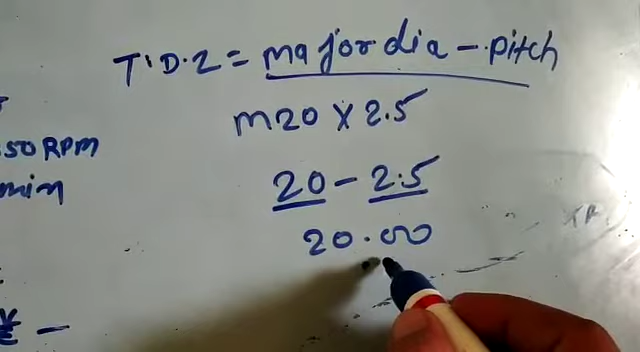 T.D.Z = major dia - pitch
M20 x 2.5
50 RPM
min
20 - 2.5
20.00